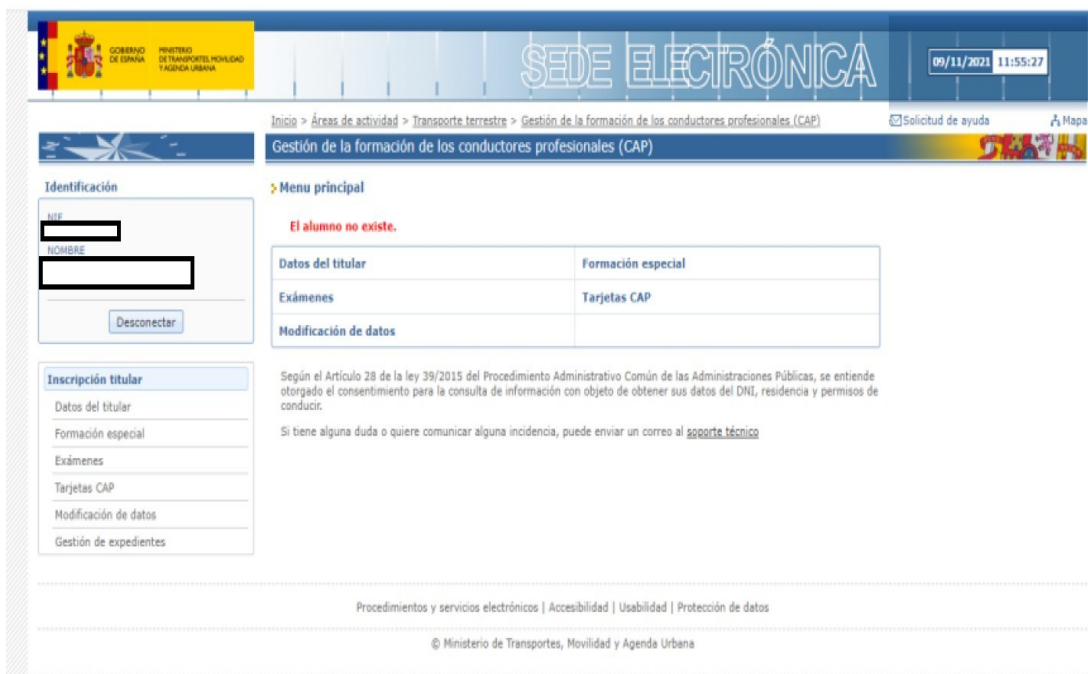 GOBIERNO DE ESPAÑA
MINISTERIO DE TRANSPORTES, MOVILIDAD Y AGENDA URBANA
SEDE ELECTRÓNICA
09/11/2021 11:55:27
Inicio > Áreas de actividad > Transporte terrestre > Gestión de la formación de los conductores profesionales (CAP)
Solicitud de ayuda
Mapa
Gestión de la formación de los conductores profesionales (CAP)
Identificación
NIF
NOMBRE
Desconectar
Inscripción titular
Datos del titular
Formación especial
Exámenes
Tarjetas CAP
Modificación de datos
Gestión de expedientes
Menu principal
El alumno no existe.
Datos del titular
Formación especial
Exámenes
Tarjetas CAP
Modificación de datos
Según el Artículo 28 de la ley 39/2015 del Procedimiento Administrativo Común de las Administraciones Públicas, se entiende
otorgado el consentimiento para la consulta de información con objeto de obtener sus datos del DNI, residencia y permisos de
conducir.
Si tiene alguna duda o quiere comunicar alguna incidencia, puede enviar un correo al soporte técnico
Procedimientos y servicios electrónicos | Accesibilidad | Usabilidad | Protección de datos
© Ministerio de Transportes, Movilidad y Agenda Urbana